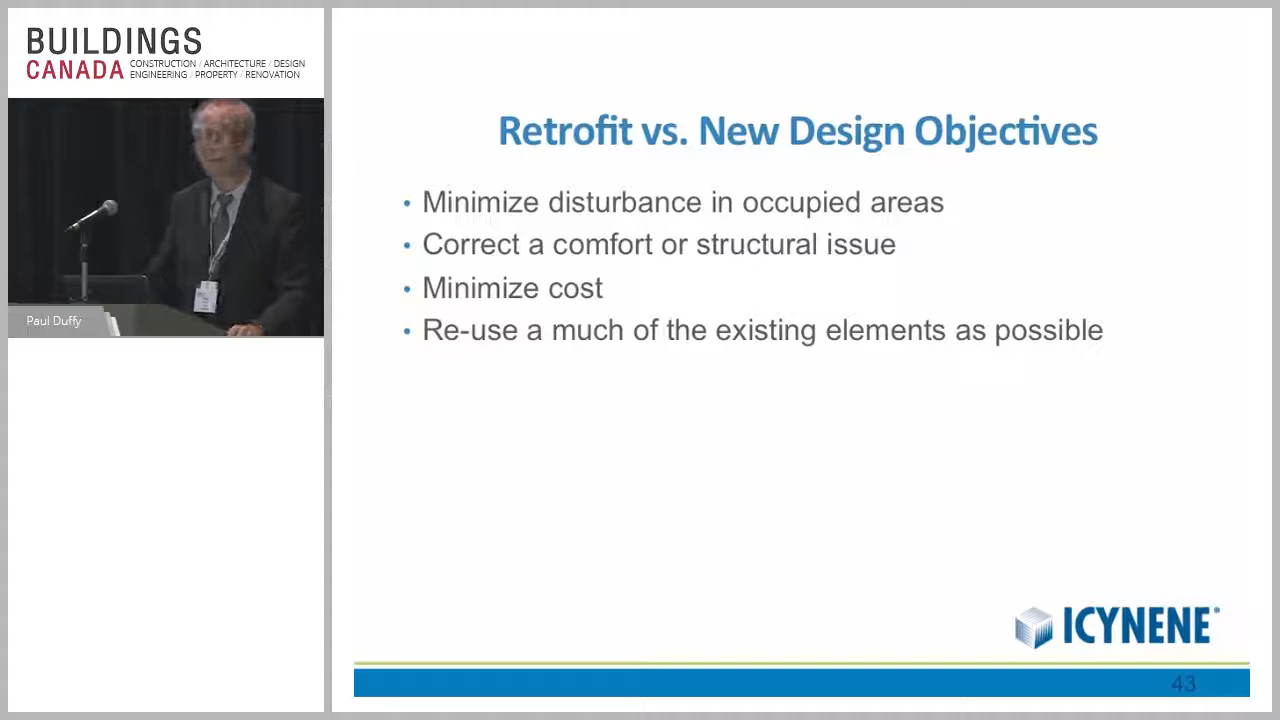 BUILDINGS
CANADA CONSTRUCTION / ARCHITECTURE / DESIGN
ENGINEERING / PROPERTY / RENOVATION
Paul Duffy
Retrofit vs. New Design Objectives
• Minimize disturbance in occupied areas
• Correct a comfort or structural issue
• Minimize cost
• Re-use a much of the existing elements as possible
ICYNENE®
43